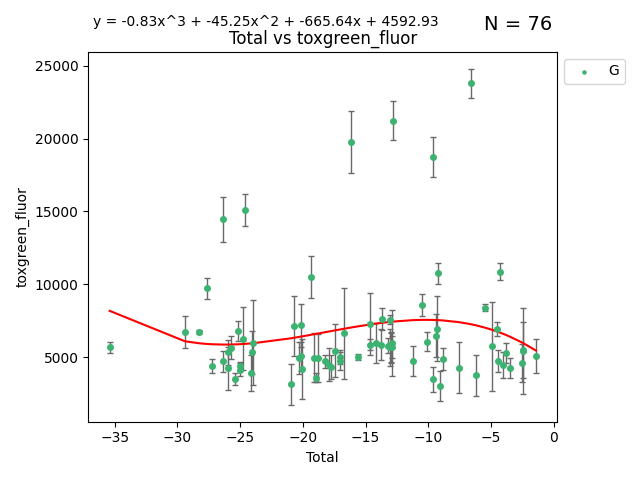 y = -0.83x^3 + -45.25x^2 + -665.64x + 4592.93
N = 76
Total vs toxgreen_fluor
G
25000
20000
15000
10000
5000
toxgreen_fluor
−35 −30 −25 −20 −15 −10 −5 0
Total